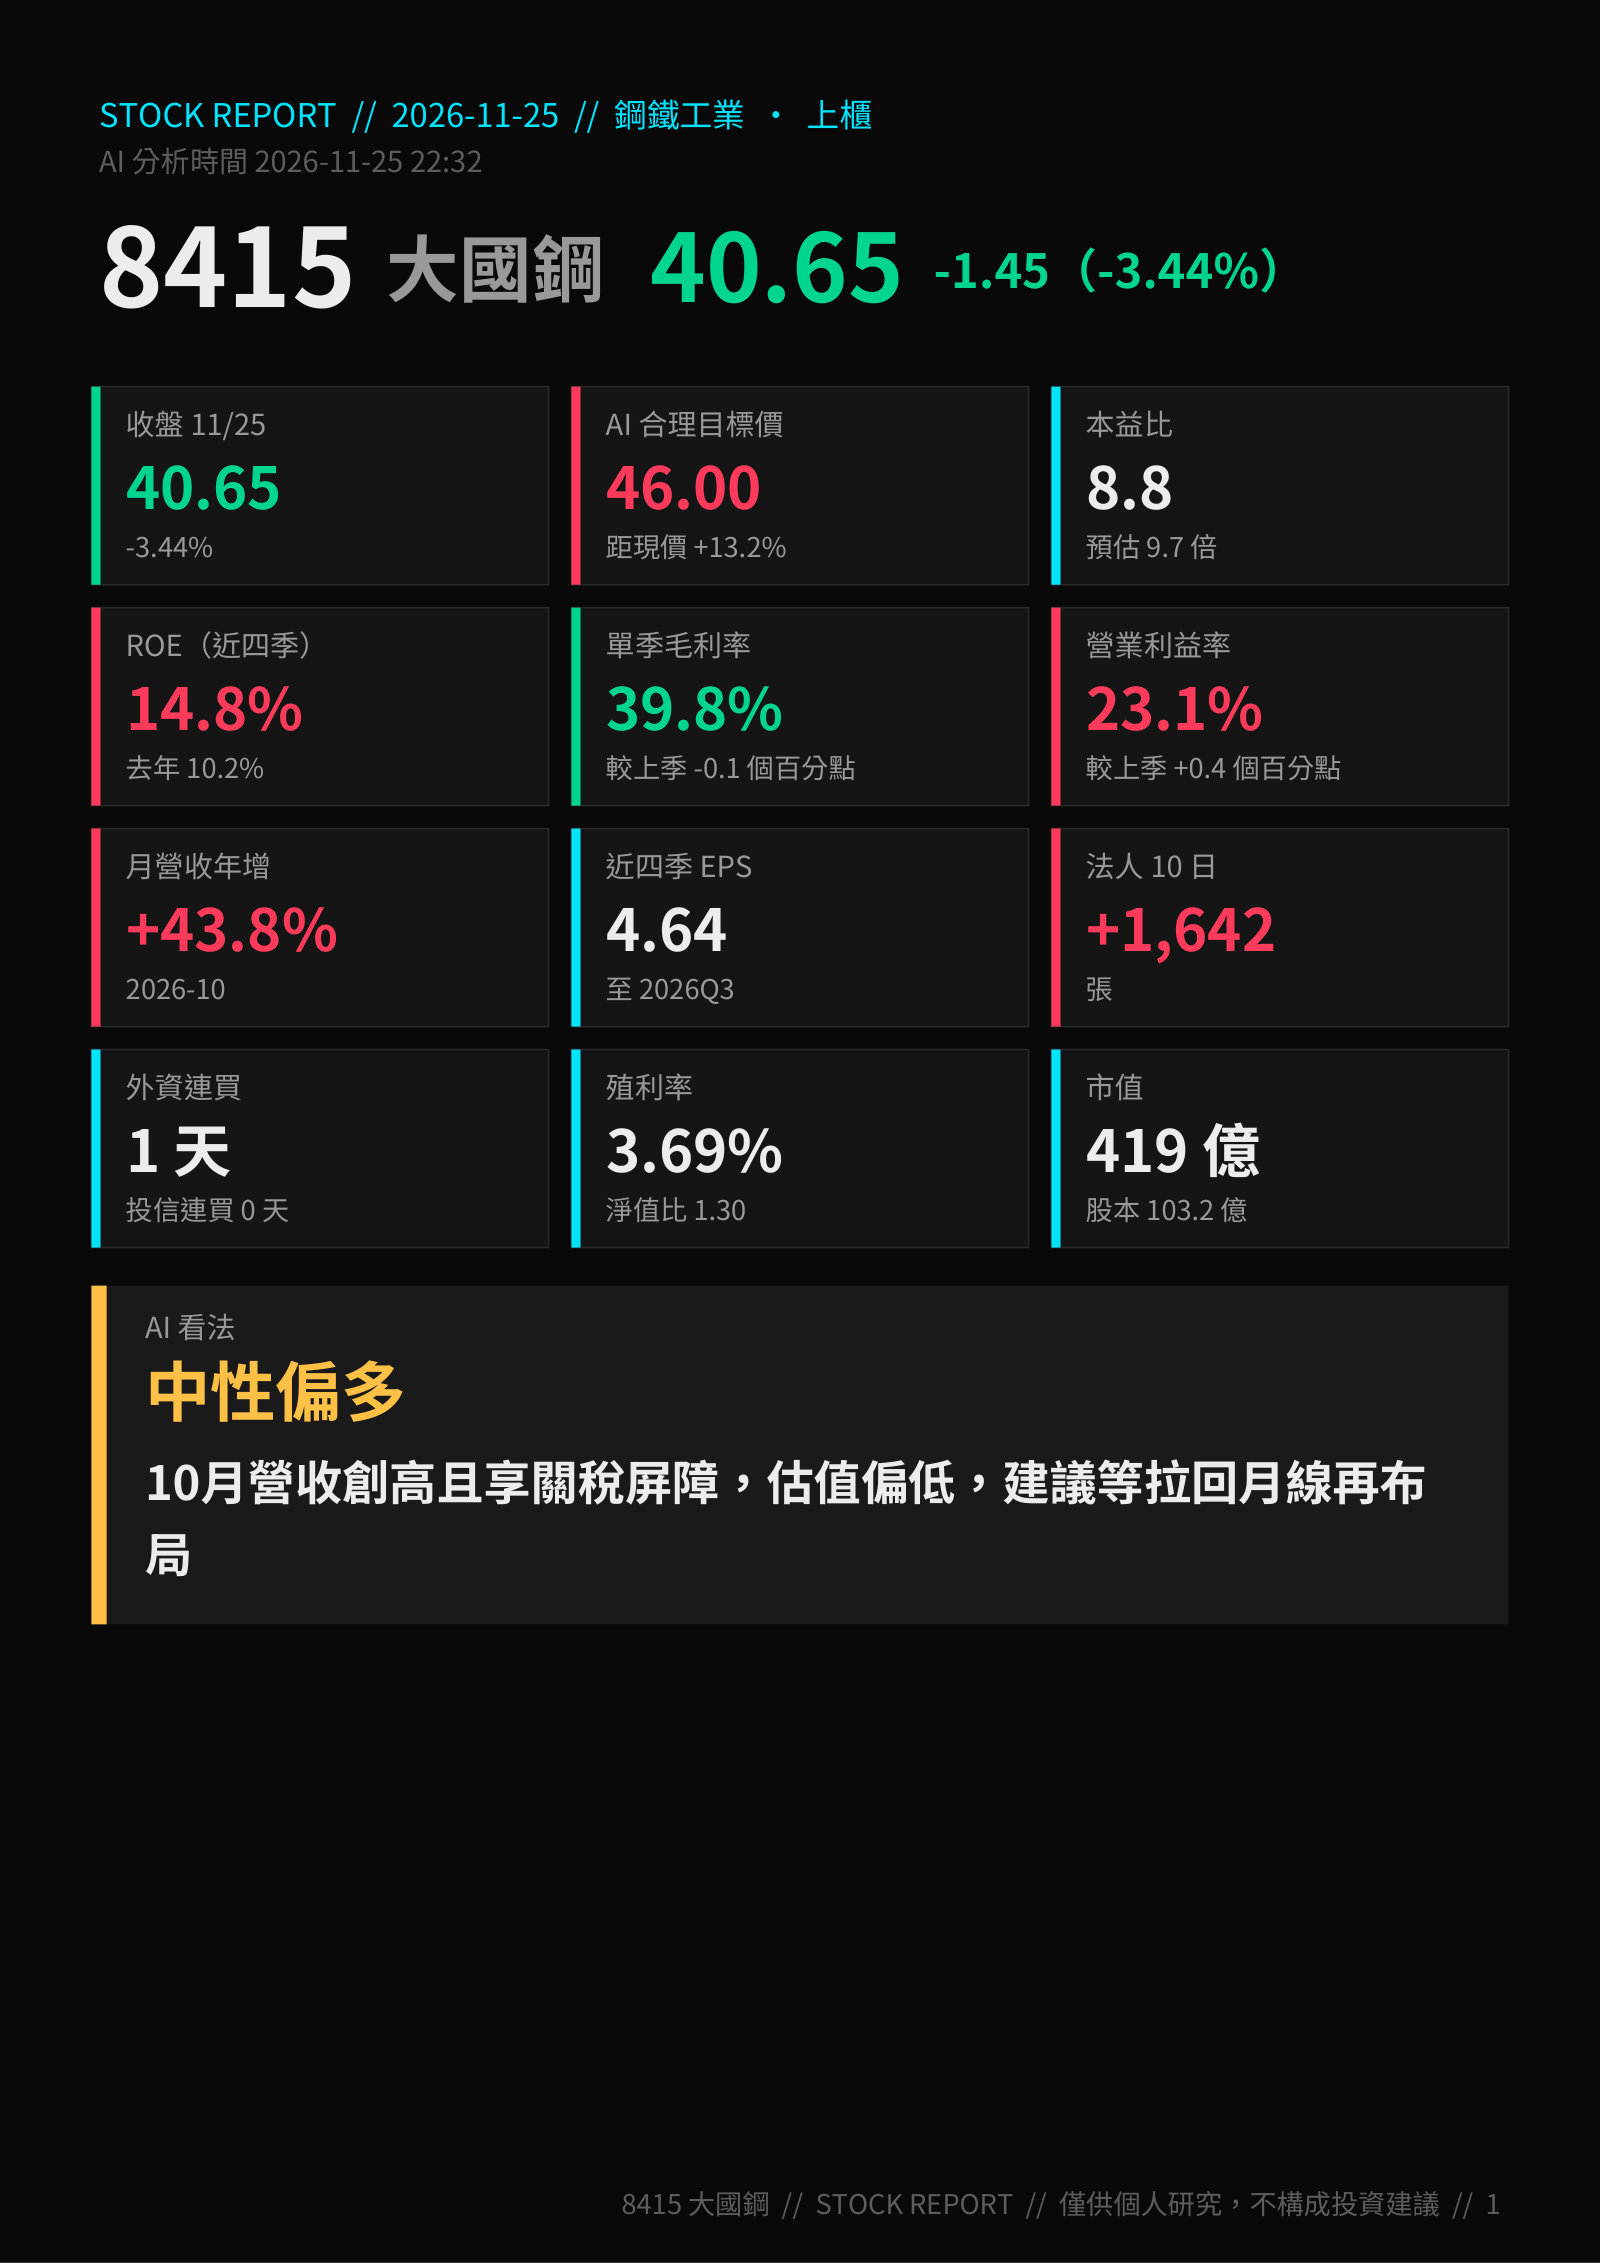 STOCK REPORT // 2026-11-25 // 鋼鐵工業 · 上櫃
AI 分析時間 2026-11-25 22:32
8415 大國鋼 40.65 -1.45（-3.44%）
收盤 11/25
40.65
-3.44%
AI 合理目標價
46.00
距現價 +13.2%
本益比
8.8
預估 9.7 倍
ROE（近四季）
14.8%
去年 10.2%
單季毛利率
39.8%
較上季 -0.1 個百分點
營業利益率
23.1%
較上季 +0.4 個百分點
月營收年增
+43.8%
2026-10
近四季 EPS
4.64
至 2026Q3
法人 10 日
+1,642
張
外資連買
1 天
投信連買 0 天
殖利率
3.69%
淨值比 1.30
市值
419 億
股本 103.2 億
AI 看法
中性偏多
10月營收創高且享關稅屏障，估值偏低，建議等拉回月線再布
局
8415 大國鋼 // STOCK REPORT // 僅供個人研究，不構成投資建議 // 1